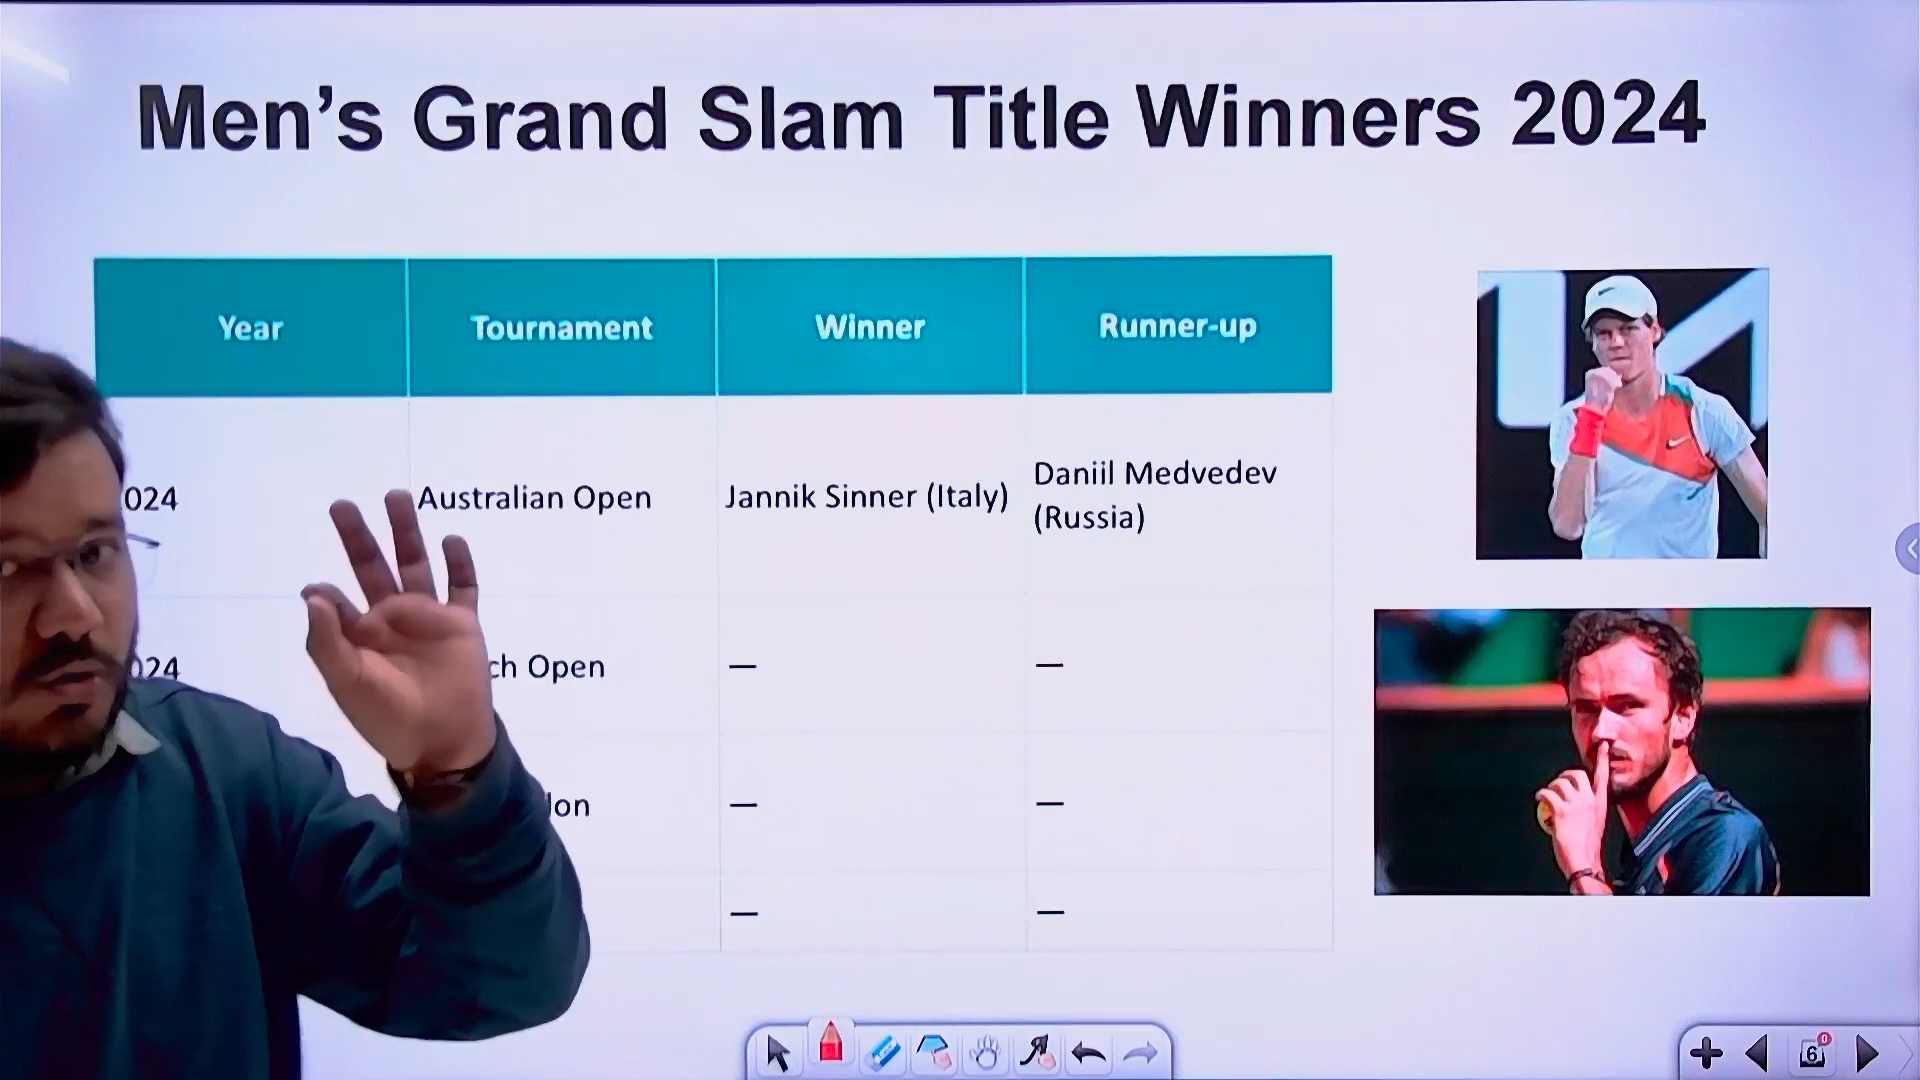 Men's Grand Slam Title Winners 2024
Year Tournament Winner Runner-up
024 Australian Open Jannik Sinner (Italy) Daniil Medvedev
(Russia)
024 ch Open — —
lon — —
— —
6
0